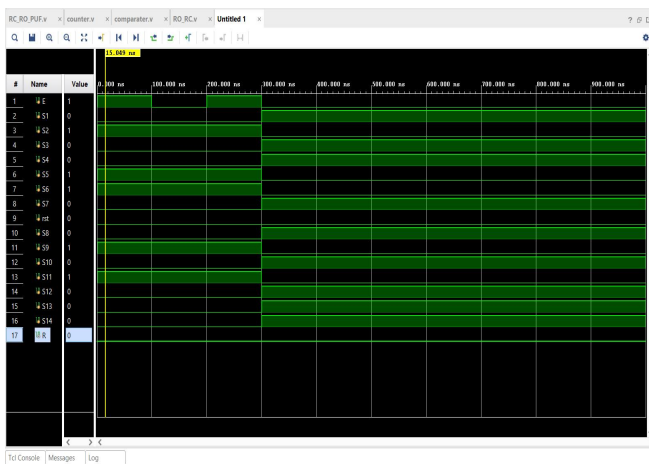 RC_RO_PUF.v × counter.v × comparater.v × RO_RC.v × Untitled 1 ×
15.049 ns
# Name Value 0.000 ns 100.000 ns 200.000 ns 300.000 ns 400.000 ns 500.000 ns 600.000 ns 700.000 ns 800.000 ns 900.000 ns
1 E 1
2 S1 0
3 S2 1
4 S3 0
5 S4 0
6 S5 1
7 S6 1
8 S7 0
9 rst 0
10 S8 0
11 S9 1
12 S10 0
13 S11 1
14 S12 0
15 S13 0
16 S14 0
17 R 0
Tcl Console Messages Log